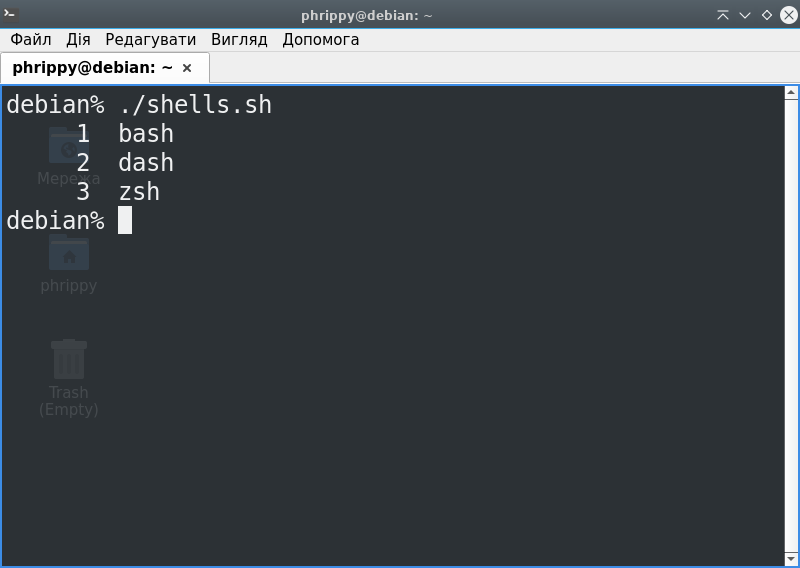 phrippy@debian: ~
Файл Дія Редагувати Вигляд Допомога
phrippy@debian: ~ ×
debian% ./shells.sh
1 bash
2 dash
3 zsh
debian%
Мережа
phrippy
Trash
(Empty)